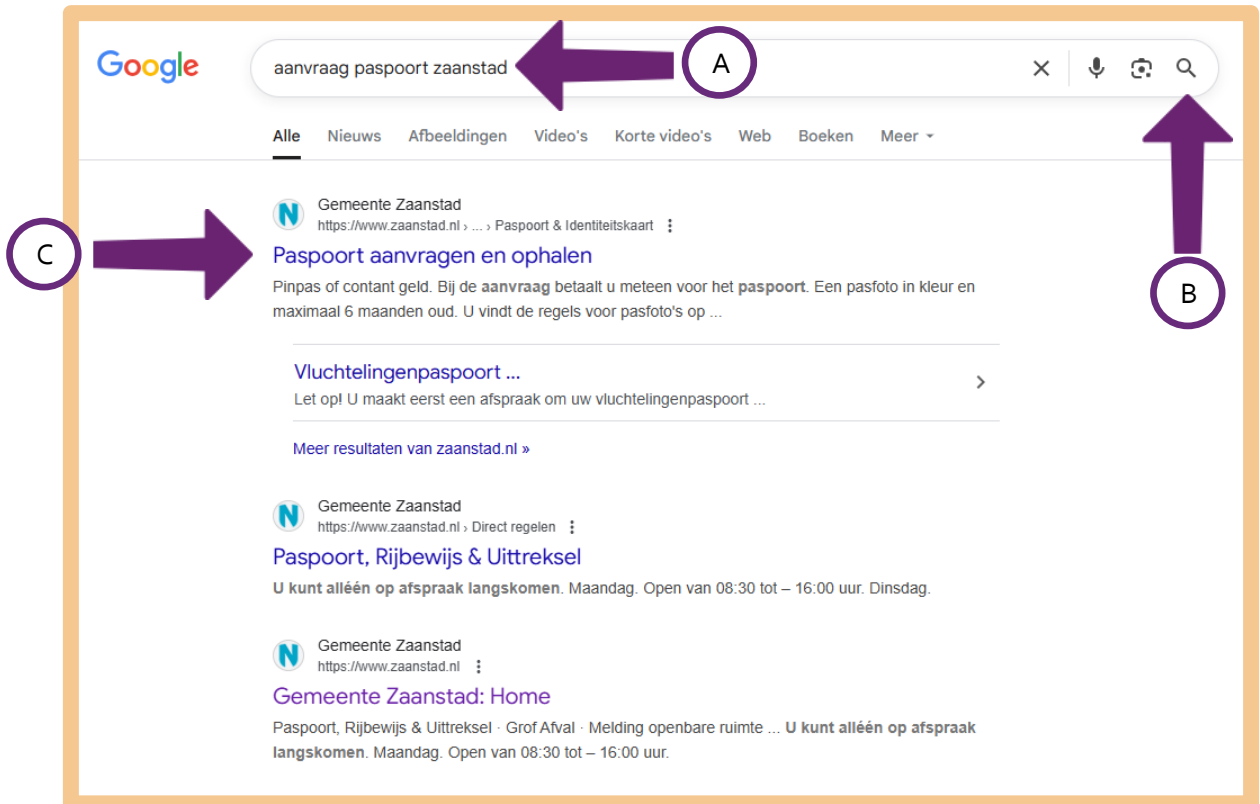 Google
aanvraag paspoort zaanstad
A
Alle Nieuws Afbeeldingen Video's Korte video's Web Boeken Meer
B
C
Gemeente Zaanstad
https://www.zaanstad.nl › ... › Paspoort & Identiteitskaart
Paspoort aanvragen en ophalen
Pinpas of contant geld. Bij de aanvraag betaalt u meteen voor het paspoort. Een pasfoto in kleur en
maximaal 6 maanden oud. U vindt de regels voor pasfoto's op ...
Vluchtelingenpaspoort ...
Let op! U maakt eerst een afspraak om uw vluchtelingenpaspoort ...
Meer resultaten van zaanstad.nl »
N
Gemeente Zaanstad
https://www.zaanstad.nl › Direct regelen
Paspoort, Rijbewijs & Uittreksel
U kunt alléén op afspraak langskomen. Maandag. Open van 08:30 tot – 16:00 uur. Dinsdag.
N
Gemeente Zaanstad
https://www.zaanstad.nl
Gemeente Zaanstad: Home
Paspoort, Rijbewijs & Uittreksel · Grof Afval · Melding openbare ruimte ... U kunt alléén op afspraak
langskomen. Maandag. Open van 08:30 tot – 16:00 uur.
N